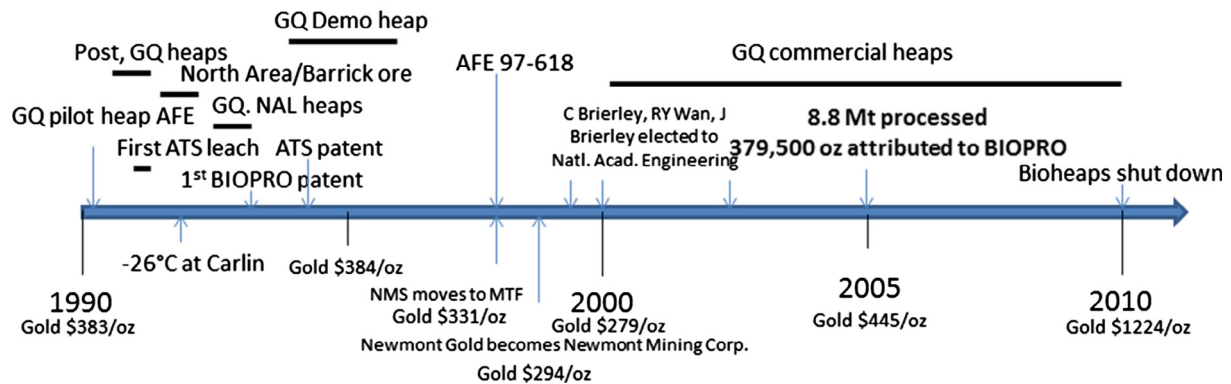 GQ Demo heap
Post, GQ heaps
AFE 97-618
GQ commercial heaps
North Area/Barrick ore
GQ pilot heap AFE
GQ. NAL heaps
C Brierley, RY Wan, J
Brierley elected to
Natl. Acad. Engineering
8.8 Mt processed
379,500 oz attributed to BIOPRO
First ATS leach
ATS patent
1st BIOPRO patent
Bioheaps shut down
-26°C at Carlin
Gold $384/oz
1990
Gold $383/oz
NMS moves to MTF
Gold $331/oz
2000
Gold $279/oz
2005
Gold $445/oz
2010
Gold $1224/oz
Newmont Gold becomes Newmont Mining Corp.
Gold $294/oz